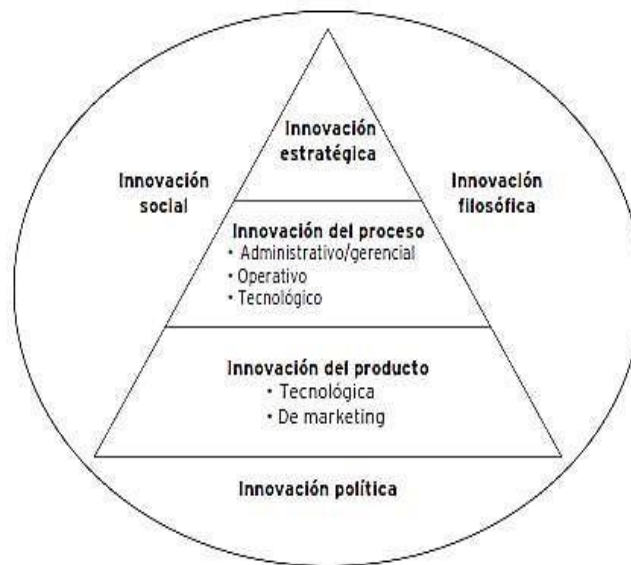 Innovación
estratégica
Innovación
social
Innovación
filosófica
Innovación del proceso
• Administrativo/gerencial
• Operativo
• Tecnológico
Innovación del producto
• Tecnológica
• De marketing
Innovación política